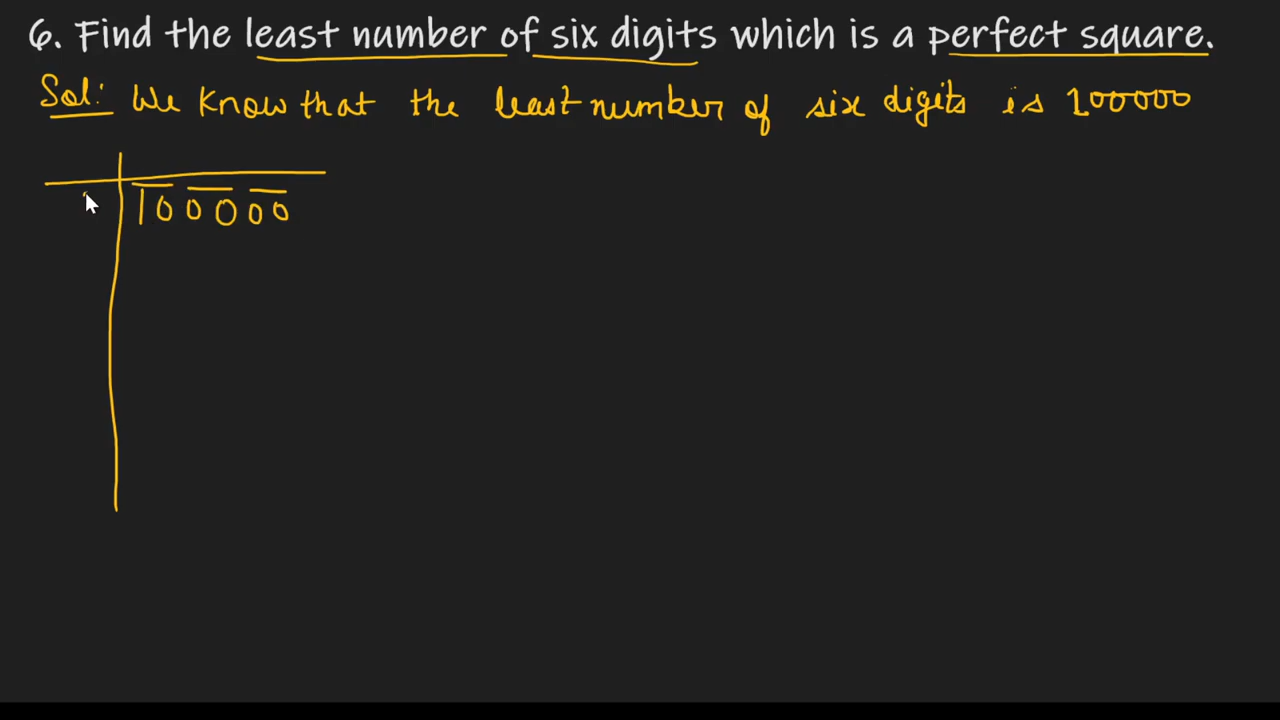 6. Find the least number of six digits which is a perfect square.
Sol: We know that the least number of six digits is 100000
100000